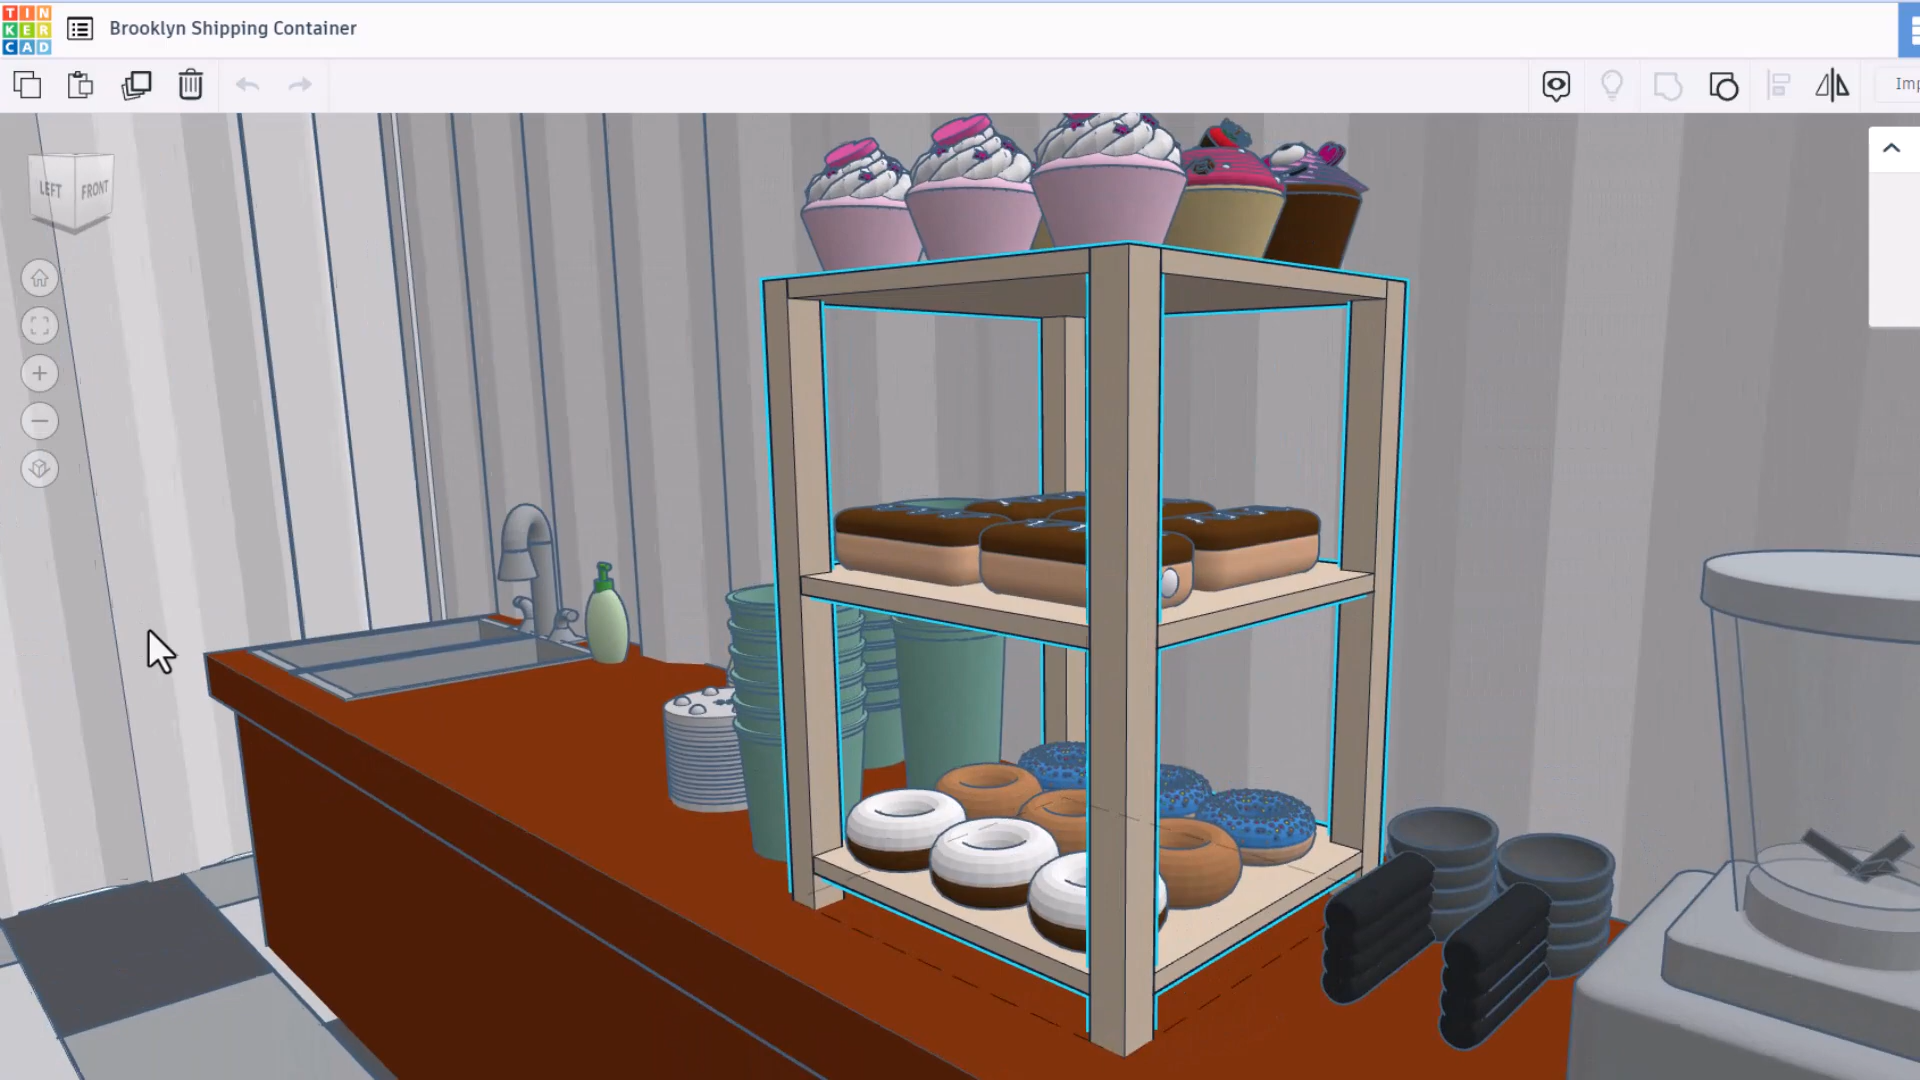 TIN
KER
CAD
Brooklyn Shipping Container
Imp
LEFT
FRONT